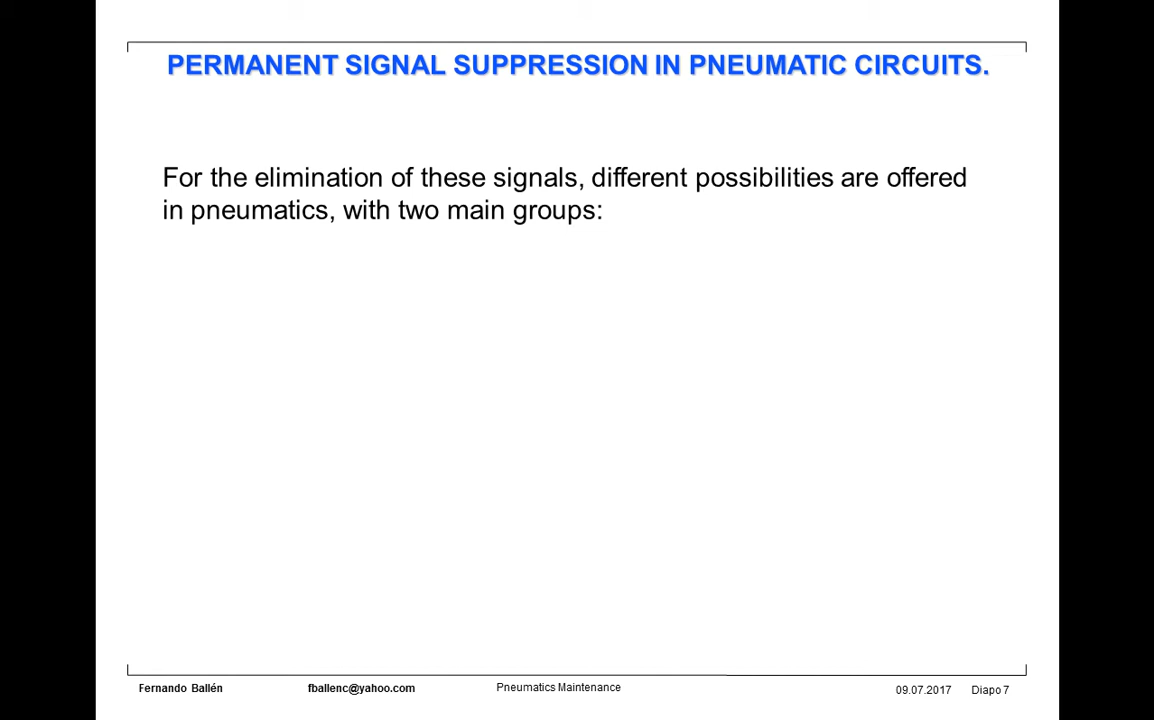 PERMANENT SIGNAL SUPPRESSION IN PNEUMATIC CIRCUITS.
For the elimination of these signals, different possibilities are offered
in pneumatics, with two main groups:
Fernando Ballén fballenc@yahoo.com Pneumatics Maintenance 09.07.2017 Diapo 7